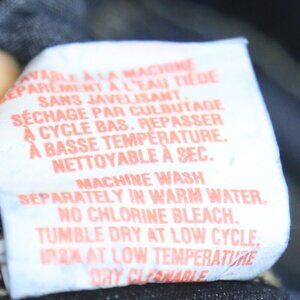 LAVABLE À LA MACHINE
SÉPARÉMENT À L'EAU TIÈDE
SANS JAVELISANT.
SÉCHAGE PAR CULBUTAGE
À CYCLE BAS. REPASSER
À BASSE TEMPÉRATURE.
NETTOYABLE À SEC.
MACHINE WASH
SEPARATELY IN WARM WATER.
NO CHLORINE BLEACH.
TUMBLE DRY AT LOW CYCLE.
IRON AT LOW TEMPERATURE
DRY CLEANABLE